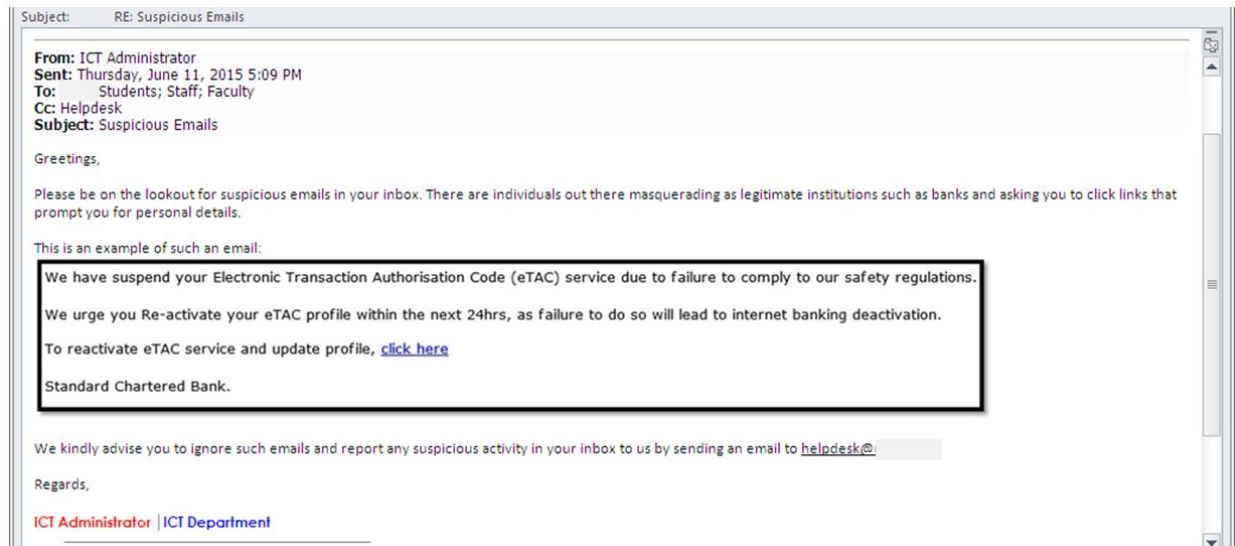 Subject: RE: Suspicious Emails
From: ICT Administrator
Sent: Thursday, June 11, 2015 5:09 PM
To: Students; Staff; Faculty
Cc: Helpdesk
Subject: Suspicious Emails
Greetings,
Please be on the lookout for suspicious emails in your inbox. There are individuals out there masquerading as legitimate institutions such as banks and asking you to click links that
prompt you for personal details.
This is an example of such an email:
We have suspend your Electronic Transaction Authorisation Code (eTAC) service due to failure to comply to our safety regulations.
We urge you Re-activate your eTAC profile within the next 24hrs, as failure to do so will lead to internet banking deactivation.
To reactivate eTAC service and update profile, click here
Standard Chartered Bank.
We kindly advise you to ignore such emails and report any suspicious activity in your inbox to us by sending an email to helpdesk@
Regards,
ICT Administrator | ICT Department